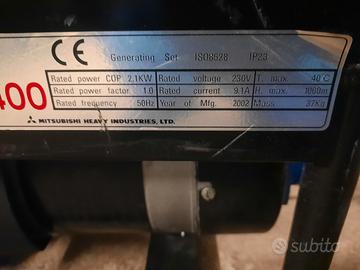 CE Generating Set ISO8528 IP23
Rated power COP 2,1KW Rated voltage 230V T. max. 40°C
Rated power factor 1.0 Rated current 9.1A H. max. 1000m
Rated frequency 50Hz Year of Mfg. 2002 Mass 37Kg
400
MITSUBISHI HEAVY INDUSTRIES, LTD.
subito